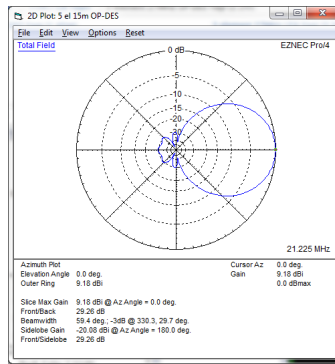 2D Plot: 5 el 15m OP-DES
File Edit View Options Reset
Total Field
EZNEC Pro/4
0 dB
-5
-10
-15
-20
-30
21.225 MHz
Azimuth Plot
Elevation Angle 0.0 deg.
Outer Ring 9.18 dBi
Cursor Az 0.0 deg.
Gain 9.18 dBi
0.0 dBmax
Slice Max Gain 9.18 dBi @ Az Angle = 0.0 deg.
Front/Back 29.26 dB
Beamwidth 59.4 deg.; -3dB @ 330.3, 29.7 deg.
Sidelobe Gain -20.08 dBi @ Az Angle = 180.0 deg.
Front/Sidelobe 29.26 dB